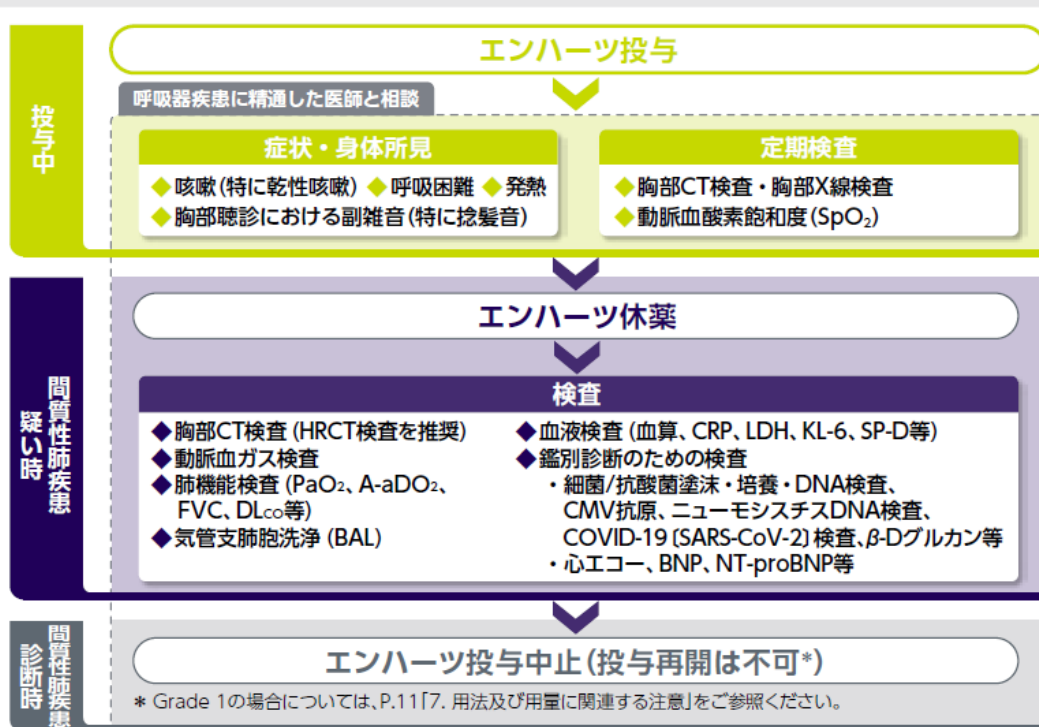 エンハーツ投与
呼吸器疾患に精通した医師と相談
投与中
症状・身体所見
◆咳嗽(特に乾性咳嗽) ◆呼吸困難 ◆発熱
◆胸部聴診における副雑音(特に捻髪音)
定期検査
◆胸部CT検査・胸部X線検査
◆動脈血酸素飽和度(SpO₂)
間質性肺疾患
疑い時
エンハーツ休薬
検査
◆胸部CT検査(HRCT検査を推奨)
◆動脈血ガス検査
◆肺機能検査(PaO₂、A-aDO₂、
FVC、DLco等)
◆気管支肺胞洗浄(BAL)
◆血液検査(血算、CRP、LDH、KL-6、SP-D等)
◆鑑別診断のための検査
・細菌/抗酸菌塗沫・培養・DNA検査、
CMV抗原、ニューモシスチスDNA検査、
COVID-19〔SARS-CoV-2〕検査、β-Dグルカン等
・心エコー、BNP、NT-proBNP等
間質性肺疾患
診断時
エンハーツ投与中止(投与再開は不可*)
* Grade 1の場合については、P.11「7. 用法及び用量に関連する注意」をご参照ください。